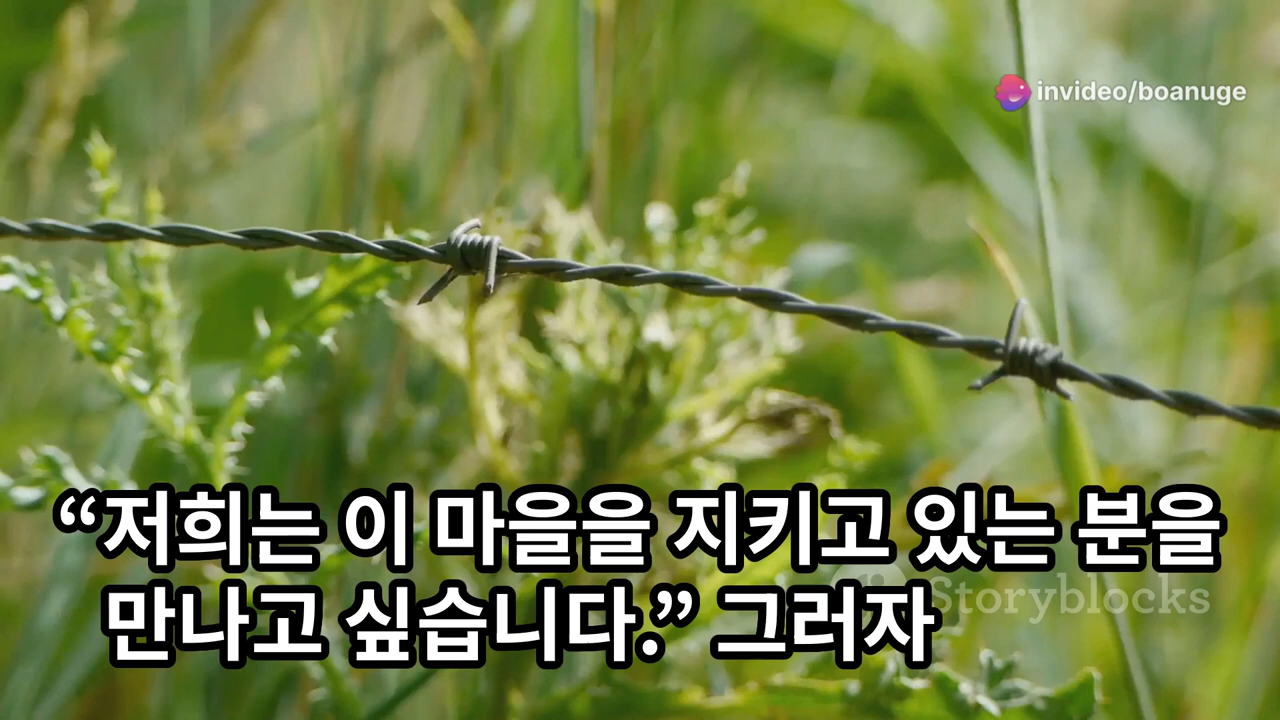 invideo/boanuge
“저희는 이 마을을 지키고 있는 분을
만나고 싶습니다.” 그러자
Storyblocks